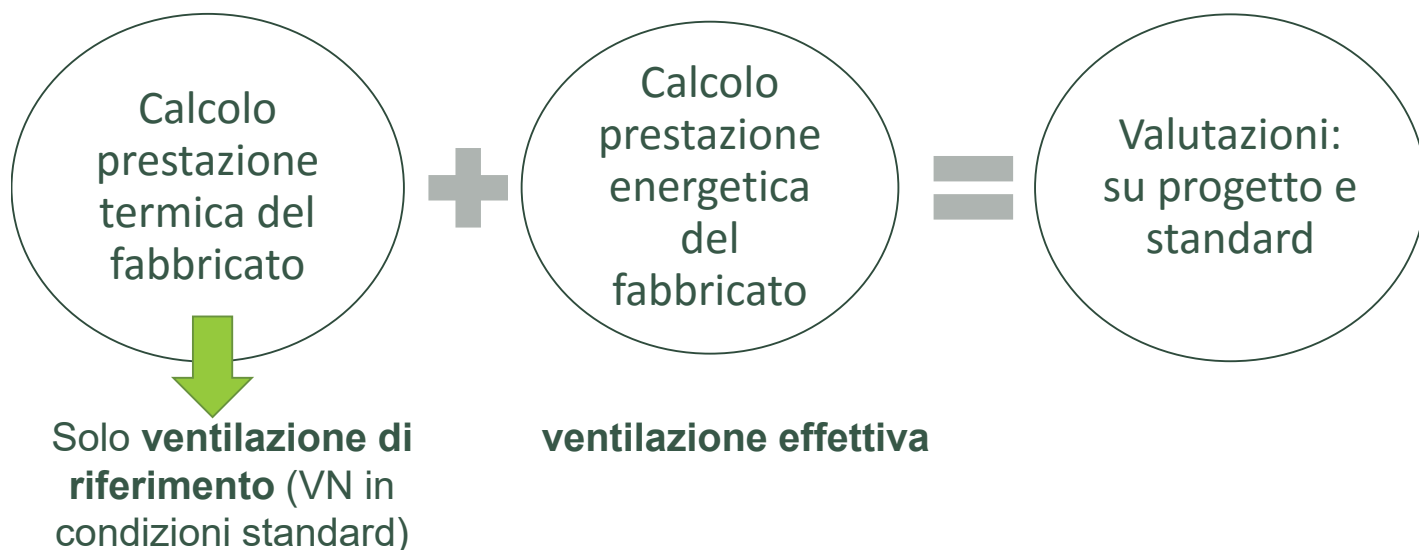 Calcolo
prestazione
termica del
fabbricato
Calcolo
prestazione
energetica
del
fabbricato
Valutazioni:
su progetto e
standard
Solo ventilazione di
riferimento (VN in
condizioni standard)
ventilazione effettiva